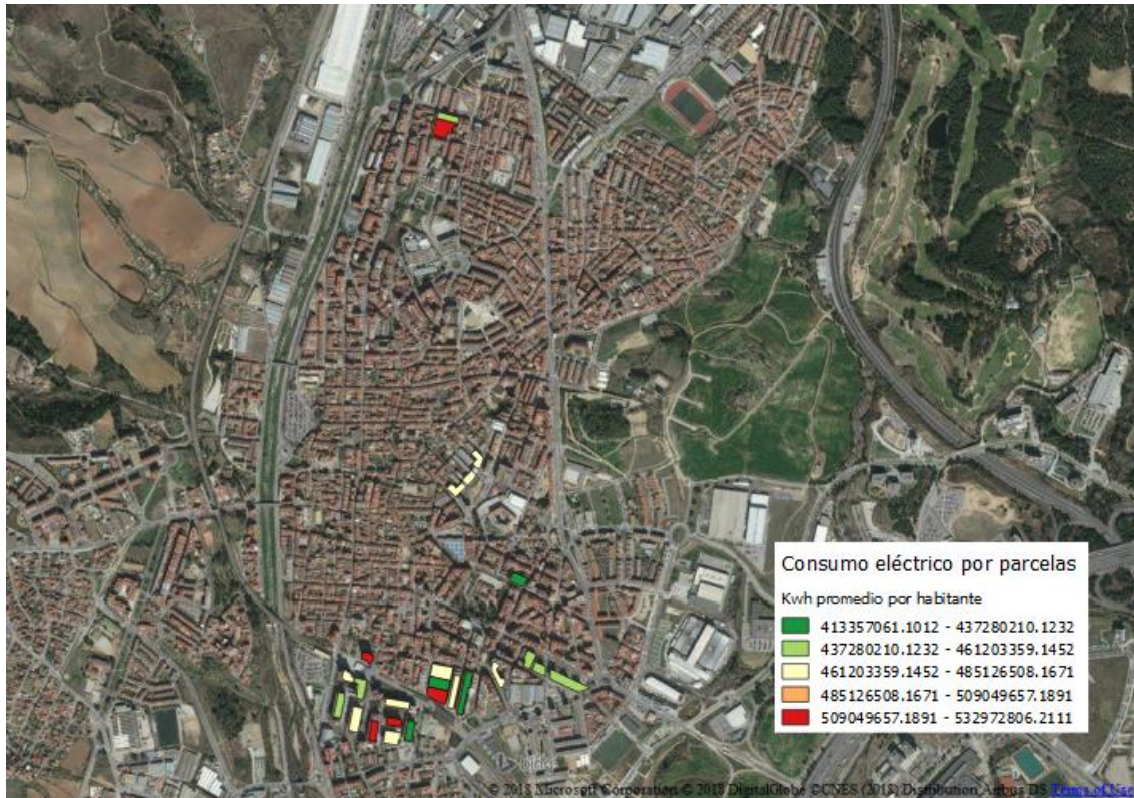 Consumo eléctrico por parcelas
Kwh promedio por habitante
413357061.1012 - 437280210.1232
437280210.1232 - 461203359.1452
461203359.1452 - 485126508.1671
485126508.1671 - 509049657.1891
509049657.1891 - 532972806.2111
© 2018 Microsoft Corporation © 2018 DigitalGlobe ©CNES (2018) Distribution Airbus DS Terms of Use